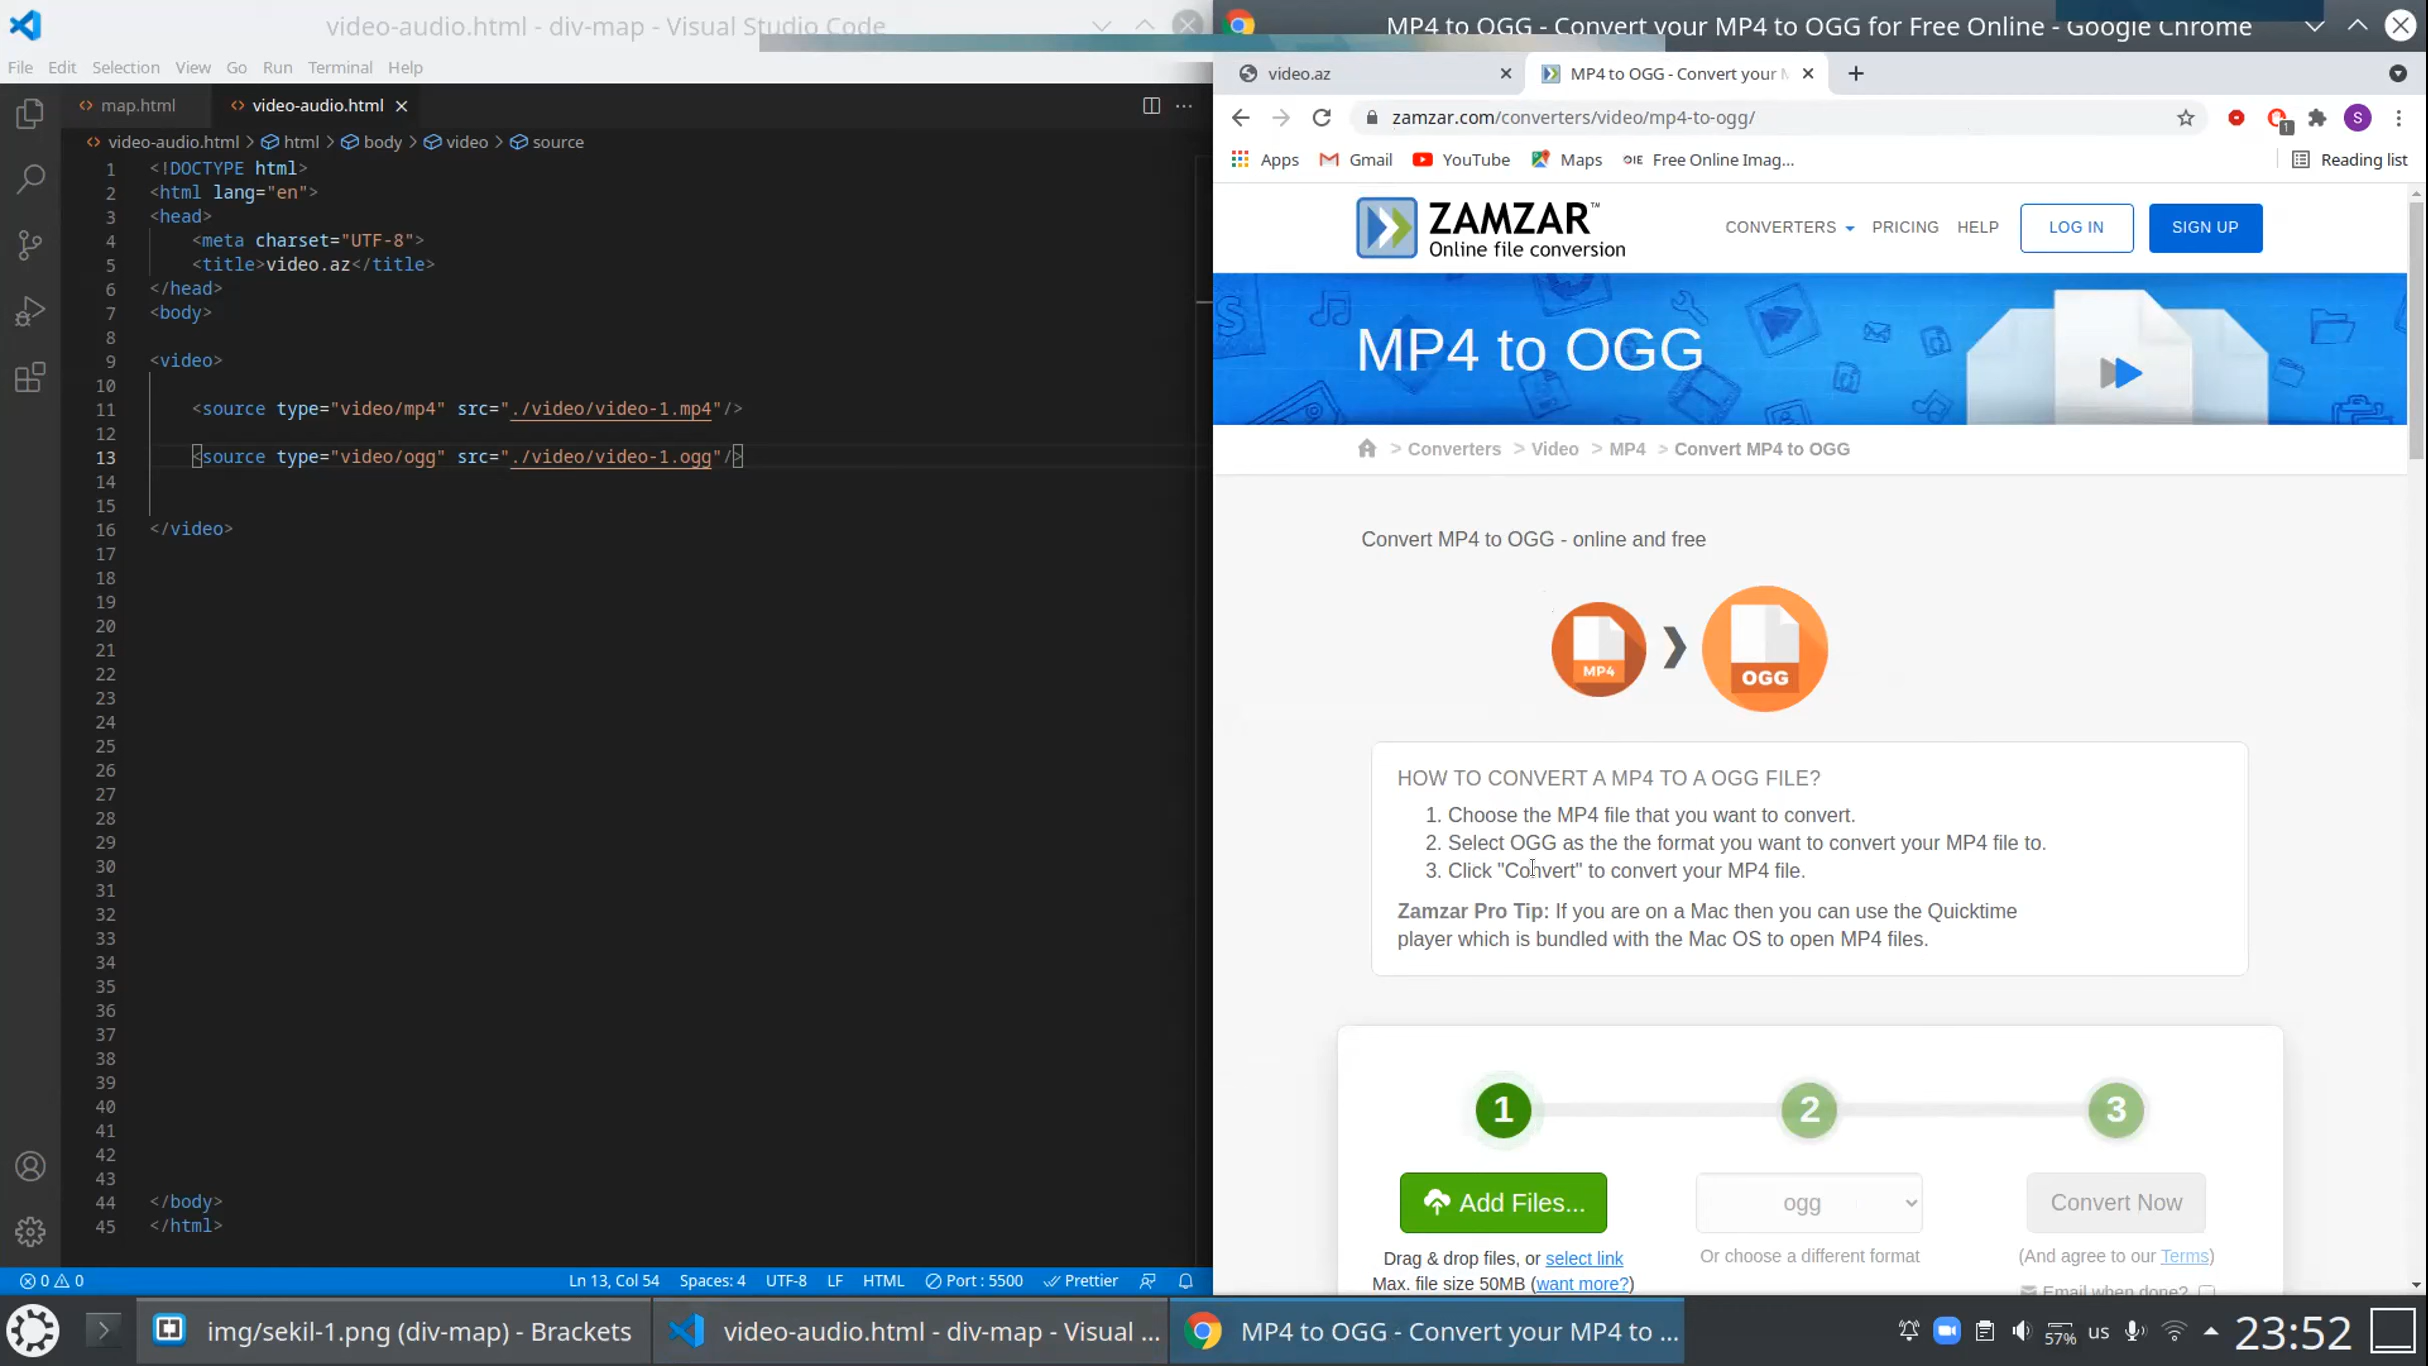 video-audio.html - div-map - Visual Studio Code
File Edit Selection View Go Run Terminal Help
map.html video-audio.html
video-audio.html > html > body > video > source
1 <!DOCTYPE html>
2 <html lang="en">
3 <head>
4 <meta charset="UTF-8">
5 <title>video.az</title>
6 </head>
7 <body>
8
9 <video>
10
11 <source type="video/mp4" src="./video/video-1.mp4"/>
12
13 <source type="video/ogg" src="./video/video-1.ogg"/>
14
15
16 </video>
17
18
19
20
21
22
23
24
25
26
27
28
29
30
31
32
33
34
35
36
37
38
39
40
41
42
43
44 </body>
45 </html>
0 0 Ln 13, Col 54 Spaces: 4 UTF-8 LF HTML Port : 5500 Prettier
MP4 to OGG - Convert your MP4 to OGG for Free Online - Google Chrome
video.az MP4 to OGG - Convert your M
zamzar.com/converters/video/mp4-to-ogg/ 1 S
Apps Gmail YouTube Maps OIE Free Online Imag... Reading list
ZAMZAR™
Online file conversion
CONVERTERS PRICING HELP LOG IN SIGN UP
MP4 to OGG
> Converters > Video > MP4 > Convert MP4 to OGG
Convert MP4 to OGG - online and free
MP4 OGG
HOW TO CONVERT A MP4 TO A OGG FILE?
1. Choose the MP4 file that you want to convert.
2. Select OGG as the the format you want to convert your MP4 file to.
3. Click "Convert" to convert your MP4 file.
Zamzar Pro Tip: If you are on a Mac then you can use the Quicktime
player which is bundled with the Mac OS to open MP4 files.
1 2 3
Add Files... ogg Convert Now
Drag & drop files, or select link Or choose a different format (And agree to our Terms)
Max. file size 50MB (want more?) Email when done?
img/sekil-1.png (div-map) - Brackets video-audio.html - div-map - Visual ... MP4 to OGG - Convert your MP4 to ... 57% us 23:52